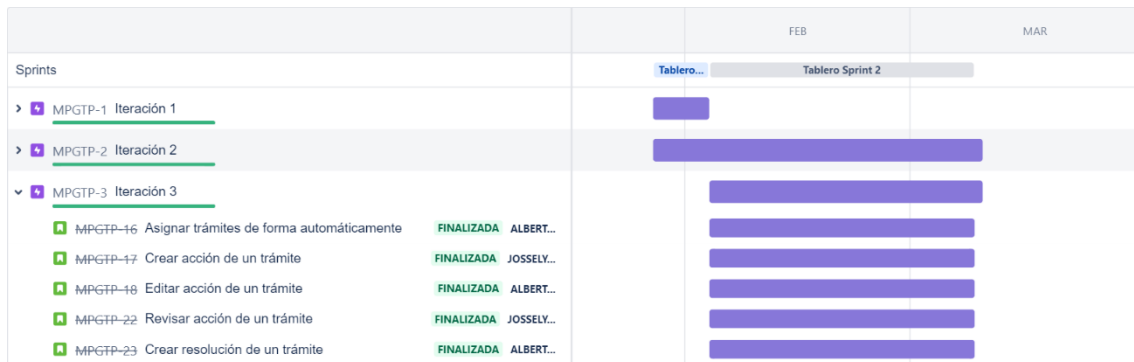 FEB MAR
Sprints Tablero... Tablero Sprint 2
MPGTP-1 Iteración 1
MPGTP-2 Iteración 2
MPGTP-3 Iteración 3
MPGTP-16 Asignar trámites de forma automáticamente FINALIZADA ALBERT...
MPGTP-17 Crear acción de un trámite FINALIZADA JOSSELY...
MPGTP-18 Editar acción de un trámite FINALIZADA ALBERT...
MPGTP-22 Revisar acción de un trámite FINALIZADA JOSSELY...
MPGTP-23 Crear resolución de un trámite FINALIZADA ALBERT...